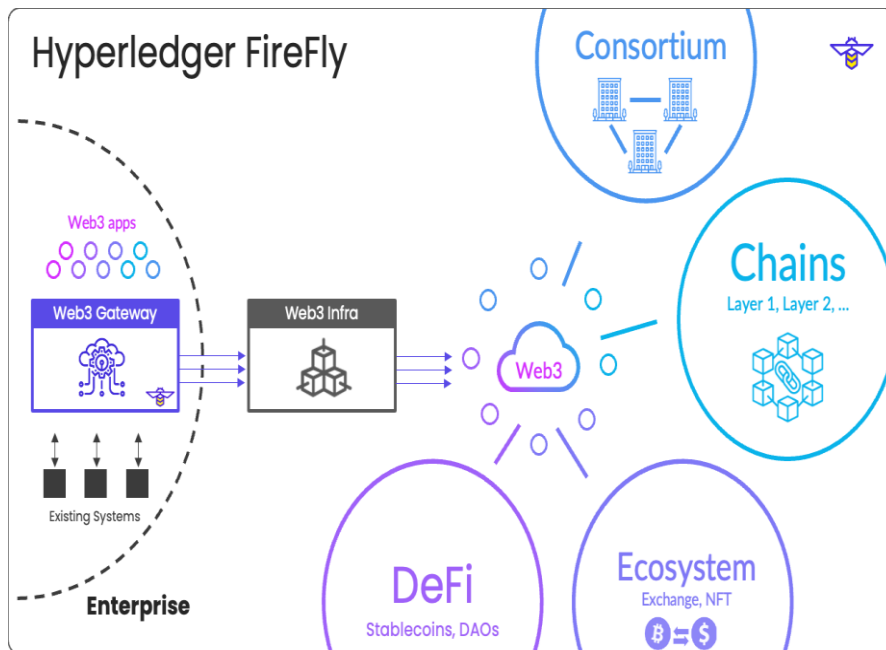 Hyperledger FireFly
Consortium
Web3 apps
Web3 Gateway
Web3 Infra
Web3
Chains
Layer 1, Layer 2, ...
Existing Systems
Enterprise
DeFi
Stablecoins, DAOs
Ecosystem
Exchange, NFT